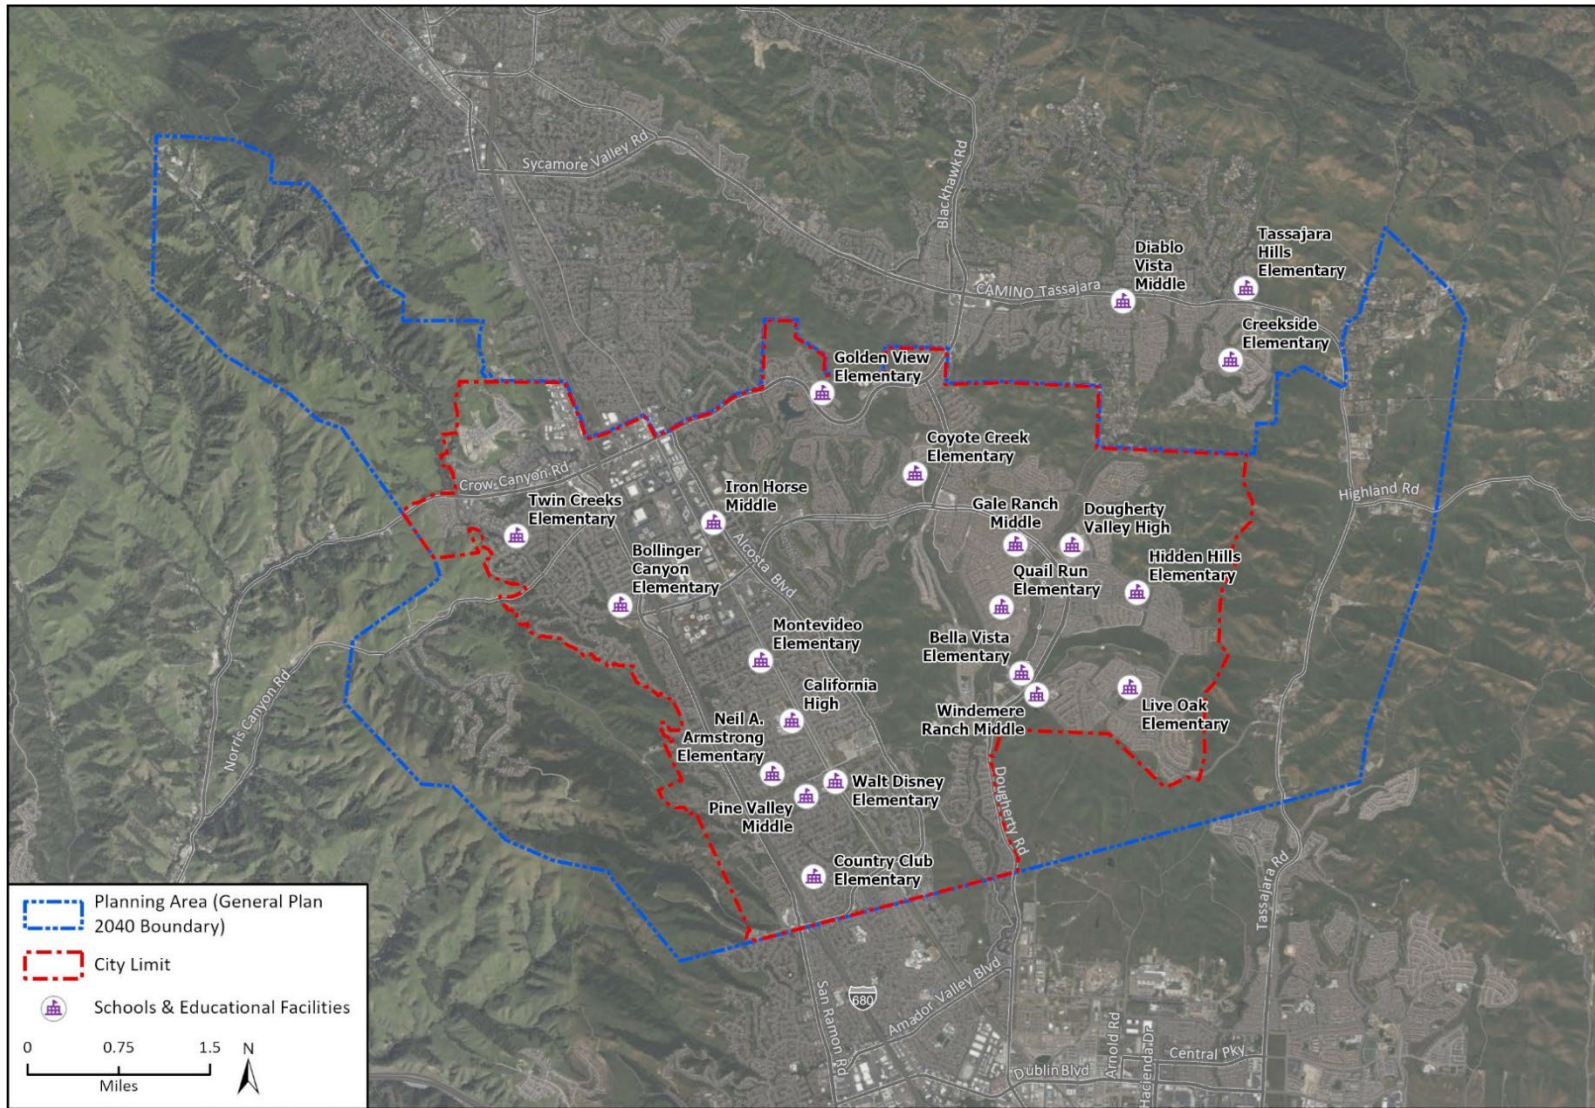 Sycamore Valley Rd
Blackhawk Rd
CAMINO Tassajara
Diablo
Vista
Middle
Tassajara
Hills
Elementary
Creekside
Elementary
Golden View
Elementary
Coyote Creek
Elementary
Crow Canyon Rd
Twin Creeks
Elementary
Iron Horse
Middle
Alcosta Blvd
Gale Ranch
Middle
Dougherty
Valley High
Highland Rd
Bollinger
Canyon
Elementary
Quail Run
Elementary
Hidden Hills
Elementary
Montevideo
Elementary
Bella Vista
Elementary
Norris Canyon Rd
California
High
Windemere
Ranch Middle
Live Oak
Elementary
Neil A.
Armstrong
Elementary
Pine Valley
Middle
Walt Disney
Elementary
Dougherty Rd
Country Club
Elementary
Tassajara Rd
San Ramon Rd
680
Amador Valley Blvd
Arnold Rd
Hacienda Dr
Central Pky
Dublin Blvd
Planning Area (General Plan
2040 Boundary)
City Limit
Schools & Educational Facilities
0 0.75 1.5
Miles
N